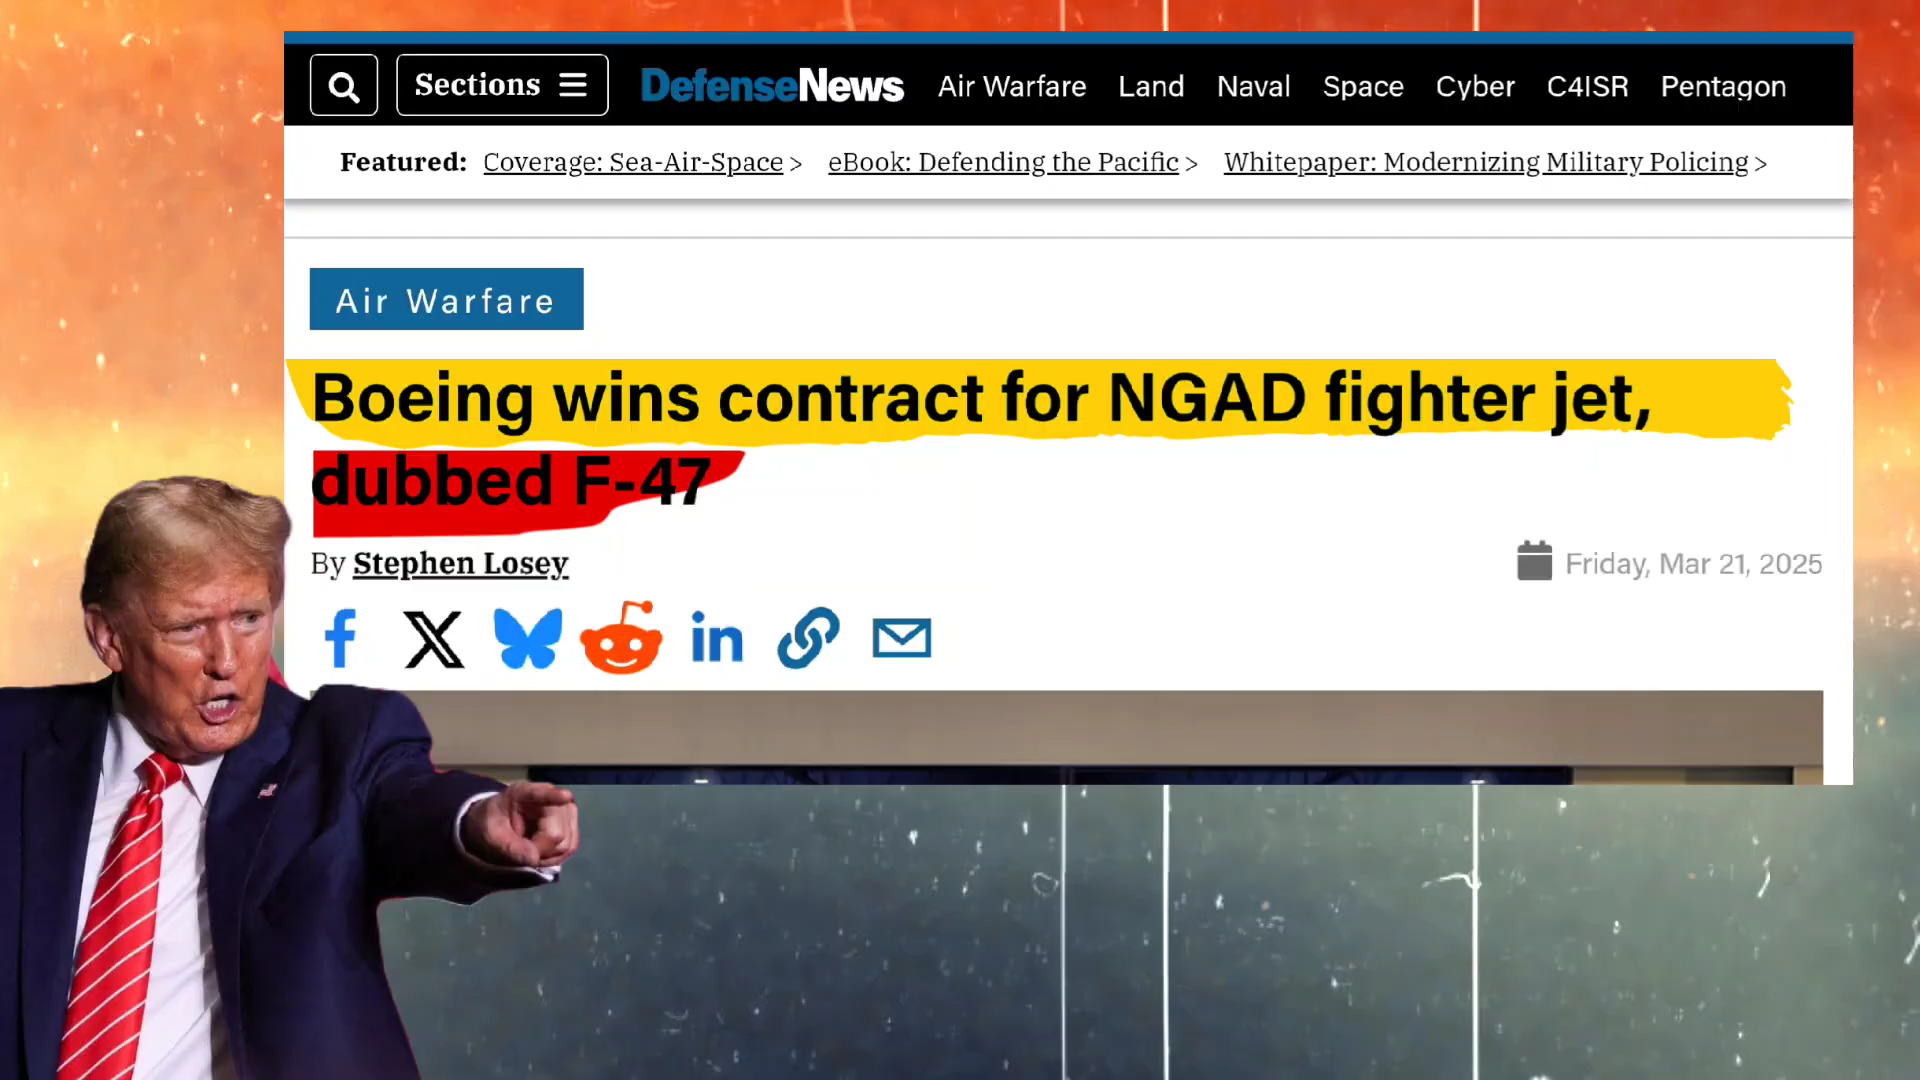 Sections
DefenseNews
Air Warfare Land Naval Space Cyber C4ISR Pentagon
Featured: Coverage: Sea-Air-Space > eBook: Defending the Pacific > Whitepaper: Modernizing Military Policing >
Air Warfare
Boeing wins contract for NGAD fighter jet,
dubbed F-47
By Stephen Losey
Friday, Mar 21, 2025